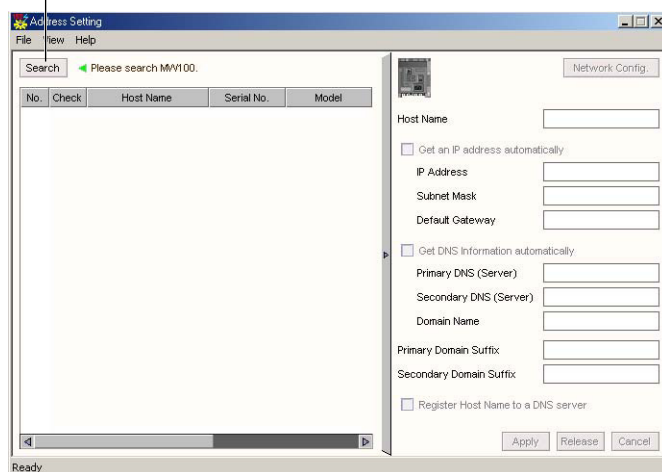 Address Setting
File View Help
Search Please search MW100.
No. Check Host Name Serial No. Model
Network Config.
Host Name
Get an IP address automatically
IP Address
Subnet Mask
Default Gateway
Get DNS Information automatically
Primary DNS (Server)
Secondary DNS (Server)
Domain Name
Primary Domain Suffix
Secondary Domain Suffix
Register Host Name to a DNS server
Apply Release Cancel
Ready